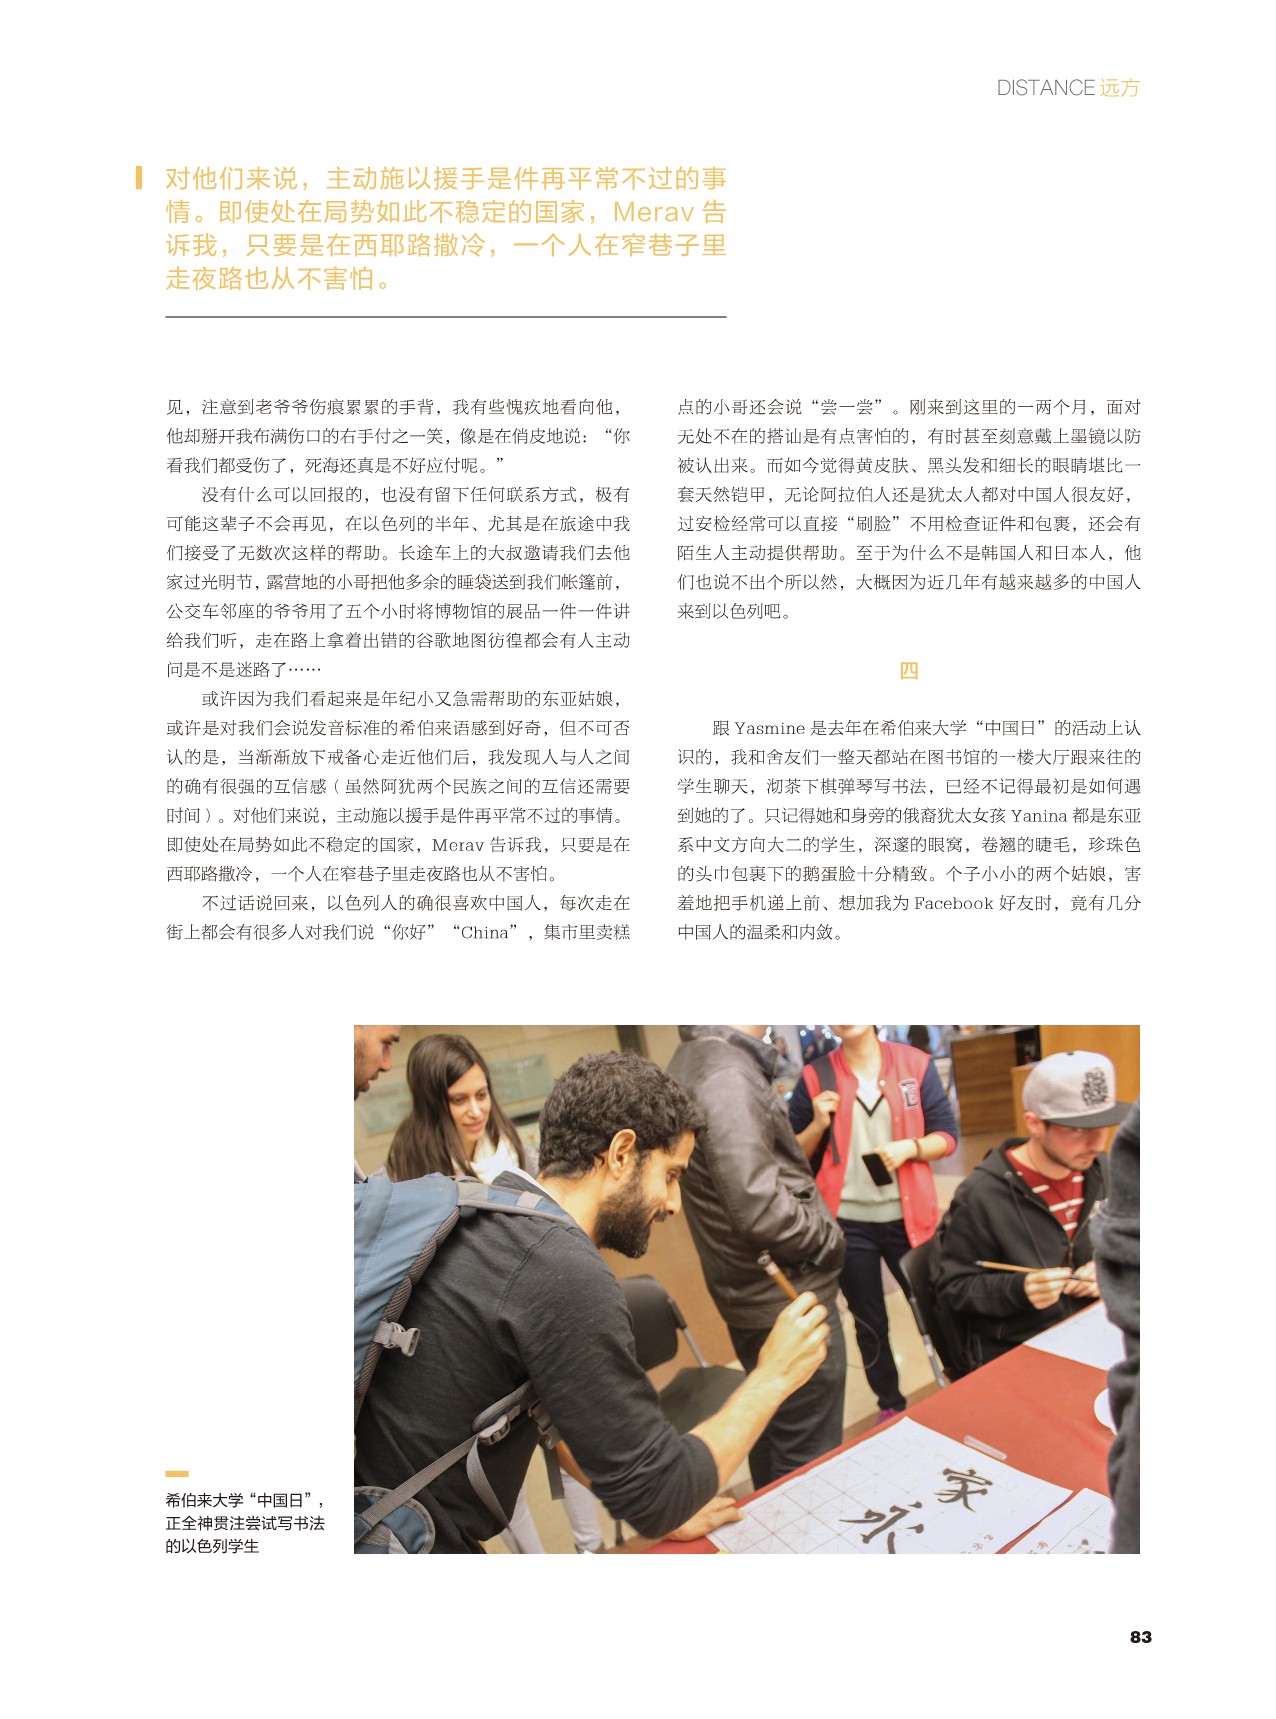 DISTANCE 远方
对他们来说，主动施以援手是件再平常不过的事
情。即使处在局势如此不稳定的国家，Merav 告
诉我，只要是在西耶路撒冷，一个人在窄巷子里
走夜路也从不害怕。
见，注意到老爷爷伤痕累累的手背，我有些愧疚地看向他，
他却掰开我布满伤口的右手付之一笑，像是在俏皮地说：“你
看我们都受伤了，死海还真是不好应付呢。”
没有什么可以回报的，也没有留下任何联系方式，极有
可能这辈子不会再见，在以色列的半年、尤其是在旅途中我
们接受了无数次这样的帮助。长途车上的大叔邀请我们去他
家过光明节，露营地的小哥把他多余的睡袋送到我们帐篷前，
公交车邻座的爷爷用了五个小时将博物馆的展品一件一件讲
给我们听，走在路上拿着出错的谷歌地图彷徨都会有人主动
问是不是迷路了……
或许因为我们看起来是年纪小又急需帮助的东亚姑娘，
或许是对我们会说发音标准的希伯来语感到好奇，但不可否
认的是，当渐渐放下戒备心走近他们后，我发现人与人之间
的确有很强的互信感（虽然阿犹两个民族之间的互信还需要
时间）。对他们来说，主动施以援手是件再平常不过的事情。
即使处在局势如此不稳定的国家，Merav 告诉我，只要是在
西耶路撒冷，一个人在窄巷子里走夜路也从不害怕。
不过话说回来，以色列人的确很喜欢中国人，每次走在
街上都会有很多人对我们说“你好”“China”，集市里卖糕
点的小哥还会说“尝一尝”。刚来到这里的一两个月，面对
无处不在的搭讪是有点害怕的，有时甚至刻意戴上墨镜以防
被认出来。而如今觉得黄皮肤、黑头发和细长的眼睛堪比一
套天然铠甲，无论阿拉伯人还是犹太人都对中国人很友好，
过安检经常可以直接“刷脸”不用检查证件和包裹，还会有
陌生人主动提供帮助。至于为什么不是韩国人和日本人，他
们也说不出个所以然，大概因为近几年有越来越多的中国人
来到以色列吧。
四
跟 Yasmine 是去年在希伯来大学“中国日”的活动上认
识的，我和舍友们一整天都站在图书馆的一楼大厅跟来往的
学生聊天，沏茶下棋弹琴写书法，已经不记得最初是如何遇
到她的了。只记得她和身旁的俄裔犹太女孩 Yanina 都是东亚
系中文方向大二的学生，深邃的眼窝，卷翘的睫毛，珍珠色
的头巾包裹下的鹅蛋脸十分精致。个子小小的两个姑娘，害
羞地把手机递上前、想加我为 Facebook 好友时，竟有几分
中国人的温柔和内敛。
家
希伯来大学“中国日”，
正全神贯注尝试写书法
的以色列学生
83